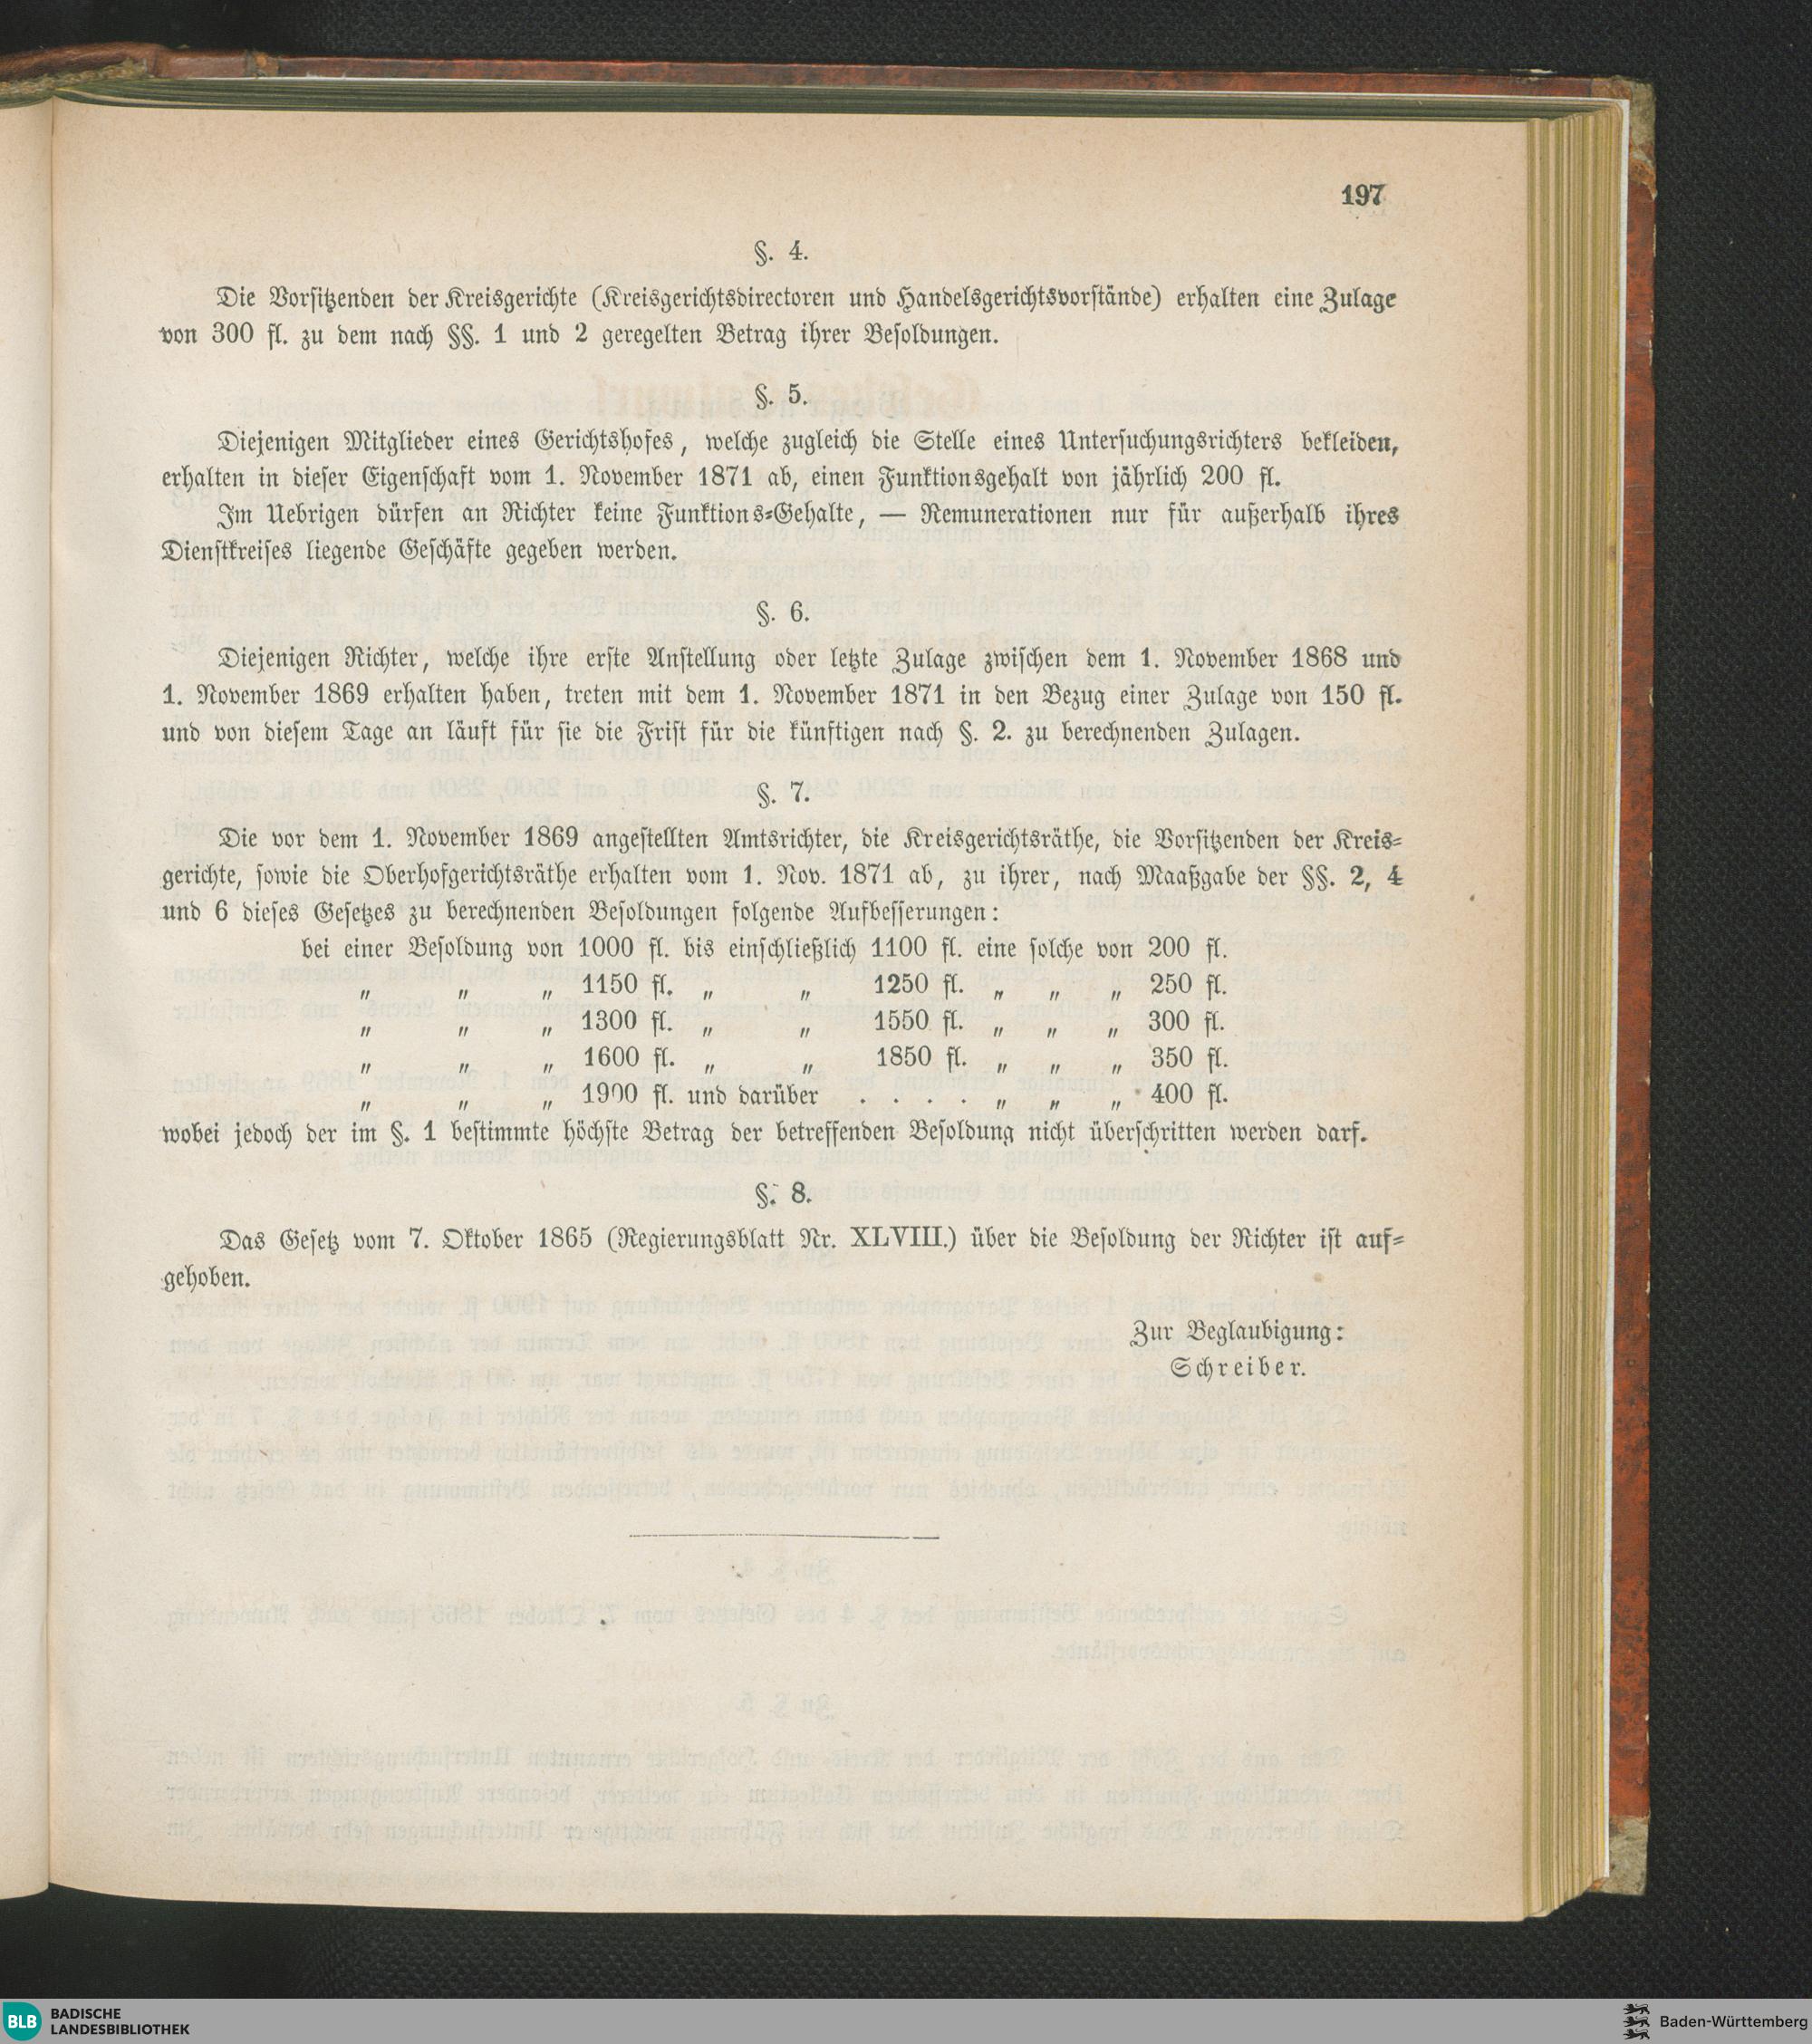 197
§. 4.
Die Vorsitzenden der Kreisgerichte (Kreisgerichtsdirectoren und Handelsgerichtsvorstände) erhalten eine Zulage
von 300 fl. zu dem nach §§. 1 und 2 geregelten Betrag ihrer Besoldungen.
§. 5.
Diejenigen Mitglieder eines Gerichtshofes, welche zugleich die Stelle eines Untersuchungsrichters bekleiden,
erhalten in dieser Eigenschaft vom 1. November 1871 ab, einen Funktionsgehalt von jährlich 200 fl.
Im Uebrigen dürfen an Richter keine Funktions-Gehalte, — Remunerationen nur für außerhalb ihres
Dienstkreises liegende Geschäfte gegeben werden.
§. 6.
Diejenigen Richter, welche ihre erste Anstellung oder letzte Zulage zwischen dem 1. November 1868 und
1. November 1869 erhalten haben, treten mit dem 1. November 1871 in den Bezug einer Zulage von 150 fl.
und von diesem Tage an läuft für sie die Frist für die künftigen nach §. 2. zu berechnenden Zulagen.
§. 7.
Die vor dem 1. November 1869 angestellten Amtsrichter, die Kreisgerichtsräthe, die Vorsitzenden der Kreis-
gerichte, sowie die Oberhofgerichtsräthe erhalten vom 1. Nov. 1871 ab, zu ihrer, nach Maaßgabe der §§. 2, 4
und 6 dieses Gesetzes zu berechnenden Besoldungen folgende Aufbesserungen:
bei einer Besoldung von 1000 fl. bis einschließlich 1100 fl. eine solche von 200 fl.
„ „ „ 1150 fl. „ „ 1250 fl. „ „ „ 250 fl.
„ „ „ 1300 fl. „ „ 1550 fl. „ „ „ 300 fl.
„ „ „ 1600 fl. „ „ 1850 fl. „ „ „ 350 fl.
„ „ „ 1900 fl. und darüber . . . . „ „ „ 400 fl.
wobei jedoch der im §. 1 bestimmte höchste Betrag der betreffenden Besoldung nicht überschritten werden darf.
§. 8.
Das Gesetz vom 7. Oktober 1865 (Regierungsblatt Nr. XLVIII.) über die Besoldung der Richter ist auf-
gehoben.
Zur Beglaubigung:
Schreiber.
BLB BADISCHE
LANDESBIBLIOTHEK
Baden-Württemberg